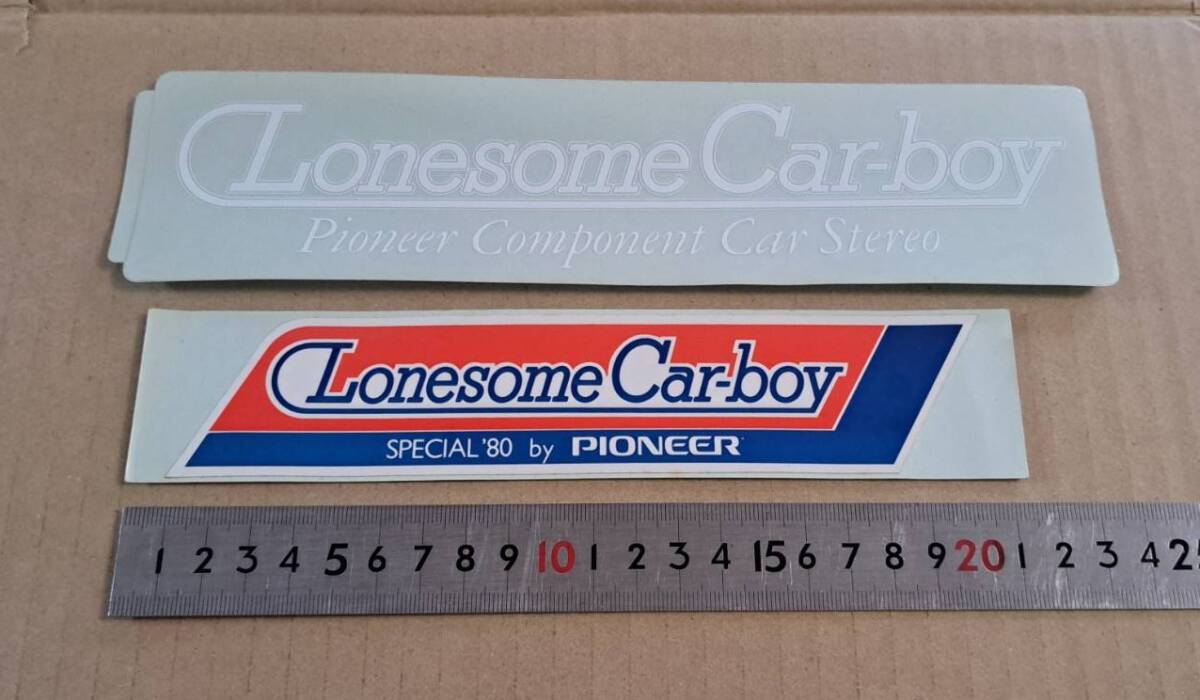 Lonesome Car-boy
Pioneer Component Car Stereo
Lonesome Car-boy
SPECIAL '80 by PIONEER
1 2 3 4 5 6 7 8 9 10 1 2 3 4 15 6 7 8 9 20 1 2 3 4 25